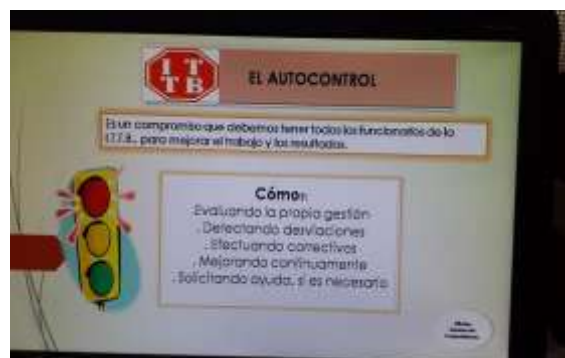 I T
T B
EL AUTOCONTROL
Es un compromiso que debemos tener todos los funcionarios de la
I.T.T.B., para mejorar el trabajo y los resultados.
Cómo:
Evaluando la propia gestión
. Detectando desviaciones
. Efectuando correctivos
. Mejorando continuamente
. Solicitando ayuda, si es necesario